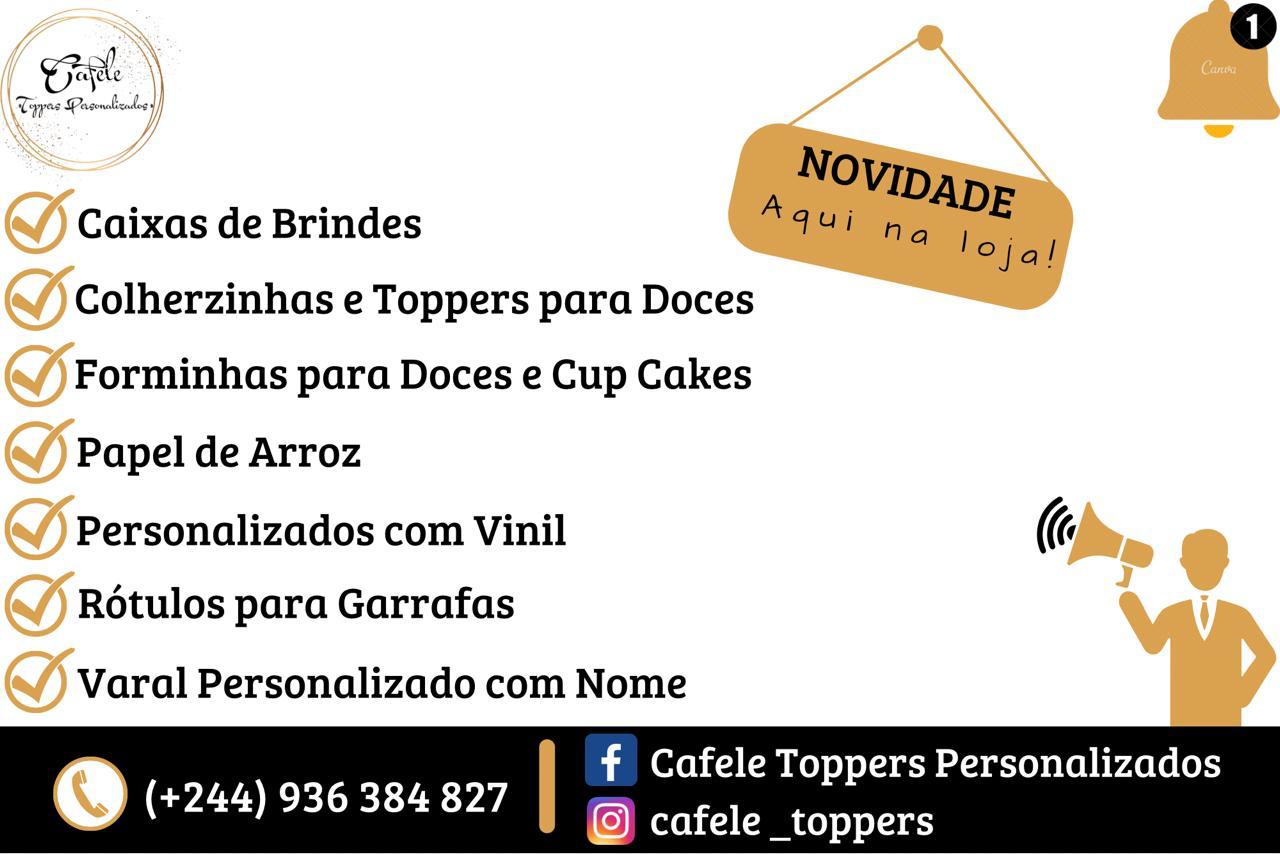 Cafele
Toppers Personalizados
1
Canva
NOVIDADE
Aqui na loja!
Caixas de Brindes
Colherzinhas e Toppers para Doces
Forminhas para Doces e Cup Cakes
Papel de Arroz
Personalizados com Vinil
Rótulos para Garrafas
Varal Personalizado com Nome
(+244) 936 384 827
Cafele Toppers Personalizados
cafele _toppers